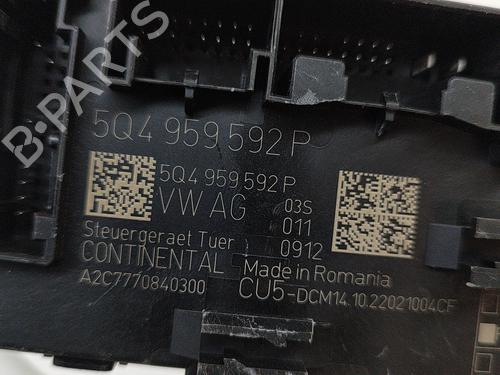 B-PARTS
5Q4 959 592 P
5Q4 959 592 P
VW AG 03S
011
Steuergeraet Tuer 0912
CONTINENTAL Made in Romania
A2C7770840300 CU5-DCM14.10.22021004CF